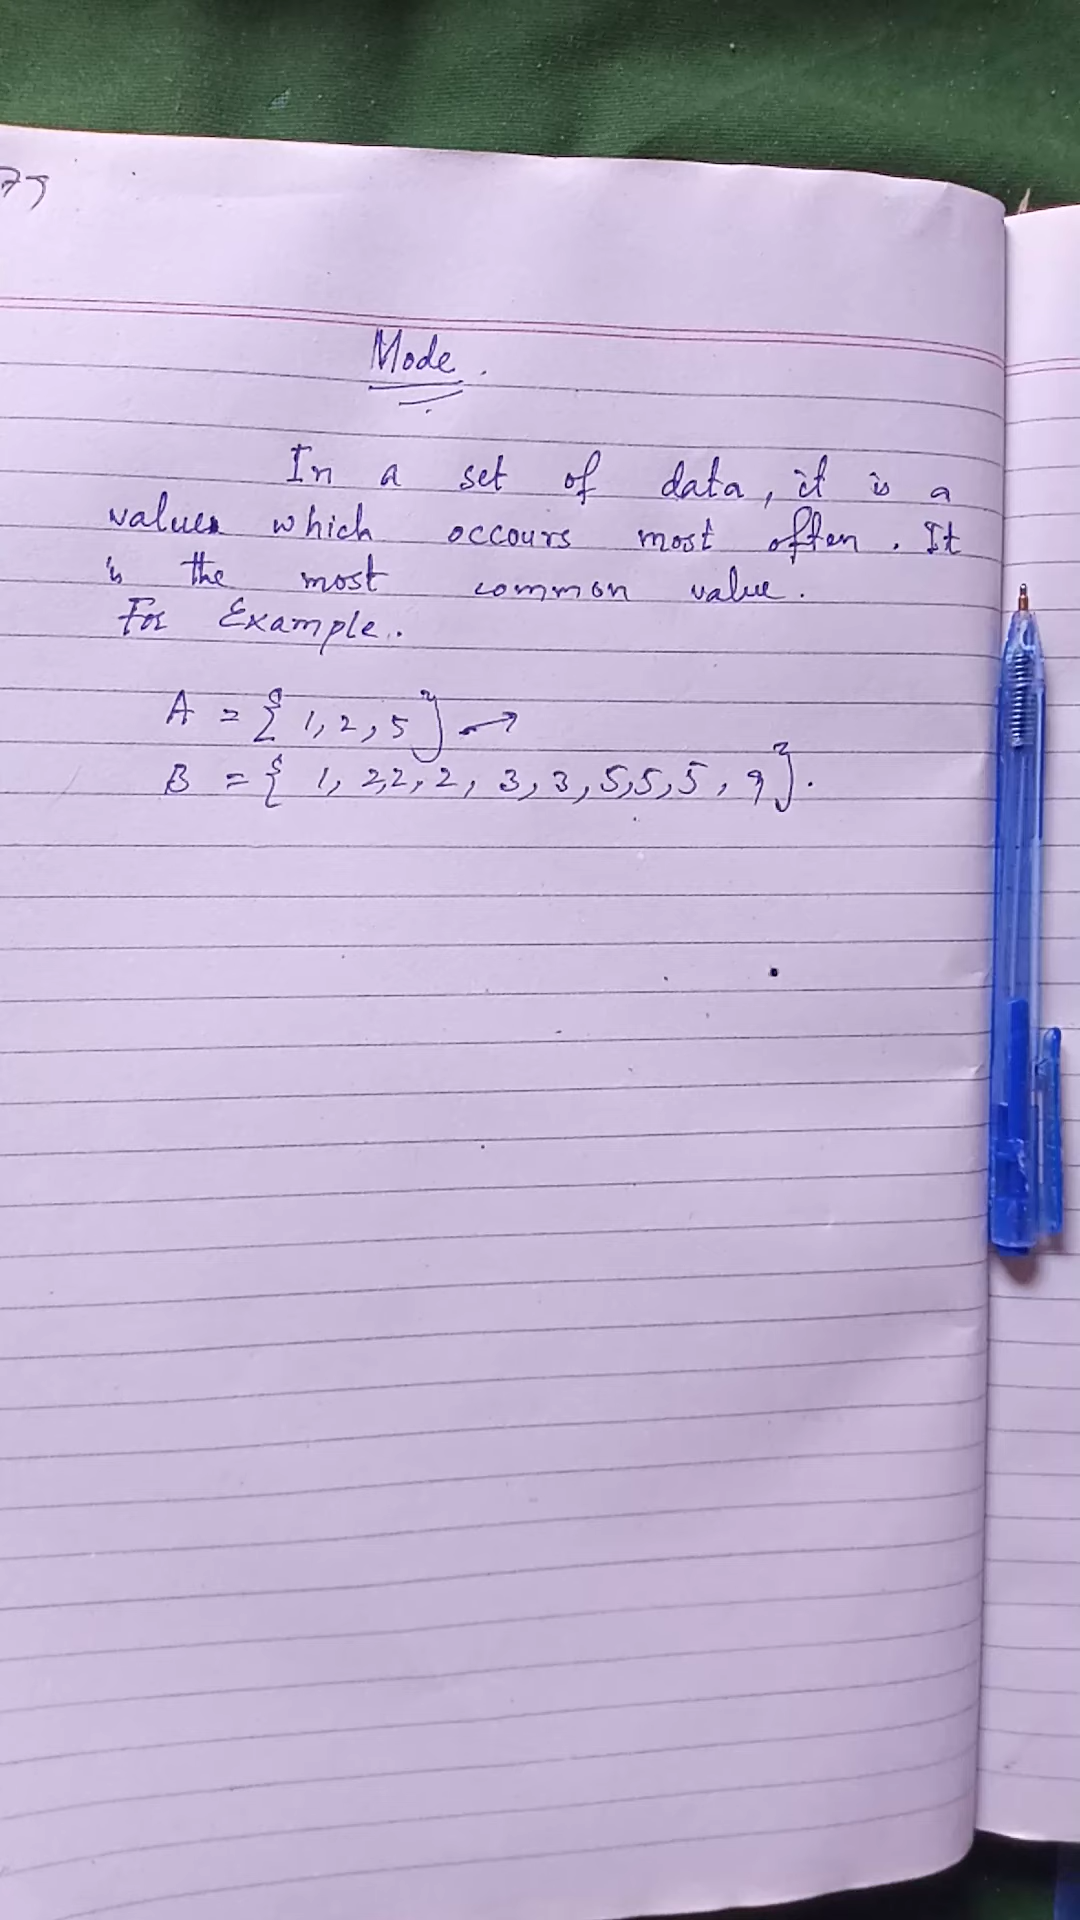 Mode.
In a set of data, it is a
values which occours most often. It
is the most common value.
For Example.
A = { 1, 2, 5 } →
B = { 1, 2,2, 2, 3, 3, 5,5, 5, 9 }.